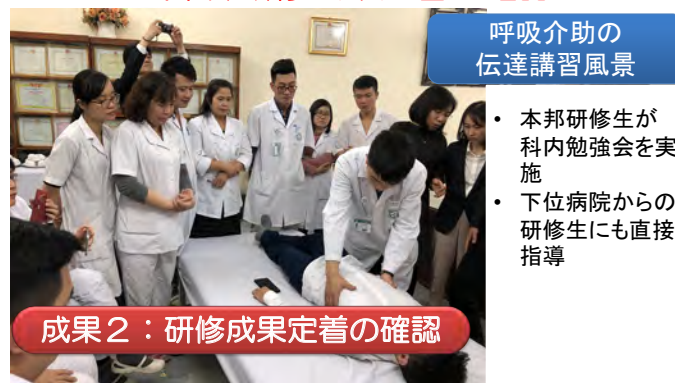 呼吸介助の
伝達講習風景
• 本邦研修生が
科内勉強会を実
施
• 下位病院からの
研修生にも直接
指導
成果2：研修成果定着の確認